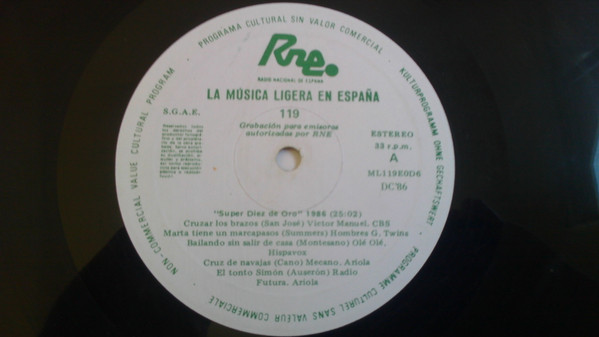 PROGRAMA CULTURAL SIN VALOR COMERCIAL
KULTURPROGRAMM OHNE GECHAFTSWERT
PROGRAMME CULTUREL SANS VALEUR COMMERCIALE
NON-COMMERCIAL VALUE CULTURAL PROGRAM
Rne.
RADIO NACIONAL DE ESPAÑA
LA MÚSICA LIGERA EN ESPAÑA
S.G.A.E.
119
Grabación para emisoras
autorizadas por RNE
ESTEREO
33 r.p.m.
A
ML119E0D6
DC'86
"Super Diez de Oro" 1986 (25:02)
Cruzar los brazos (San José) Víctor Manuel. CBS
Marta tiene un marcapasos (Summers) Hombres G. Twins
Bailando sin salir de casa (Montesano) Olé Olé.
Hispavox
Cruz de navajas (Cano) Mecano. Ariola
El tonto Simón (Auserón) Radio
Futura. Ariola